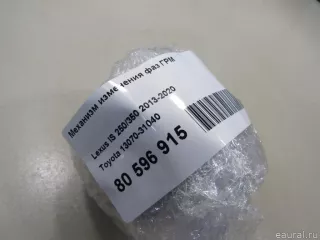 Механизм изменения фаз ГРМ
Lexus IS 250/350 2013-2020
Toyota 13070-31040
80 596 915
© eaural.ru